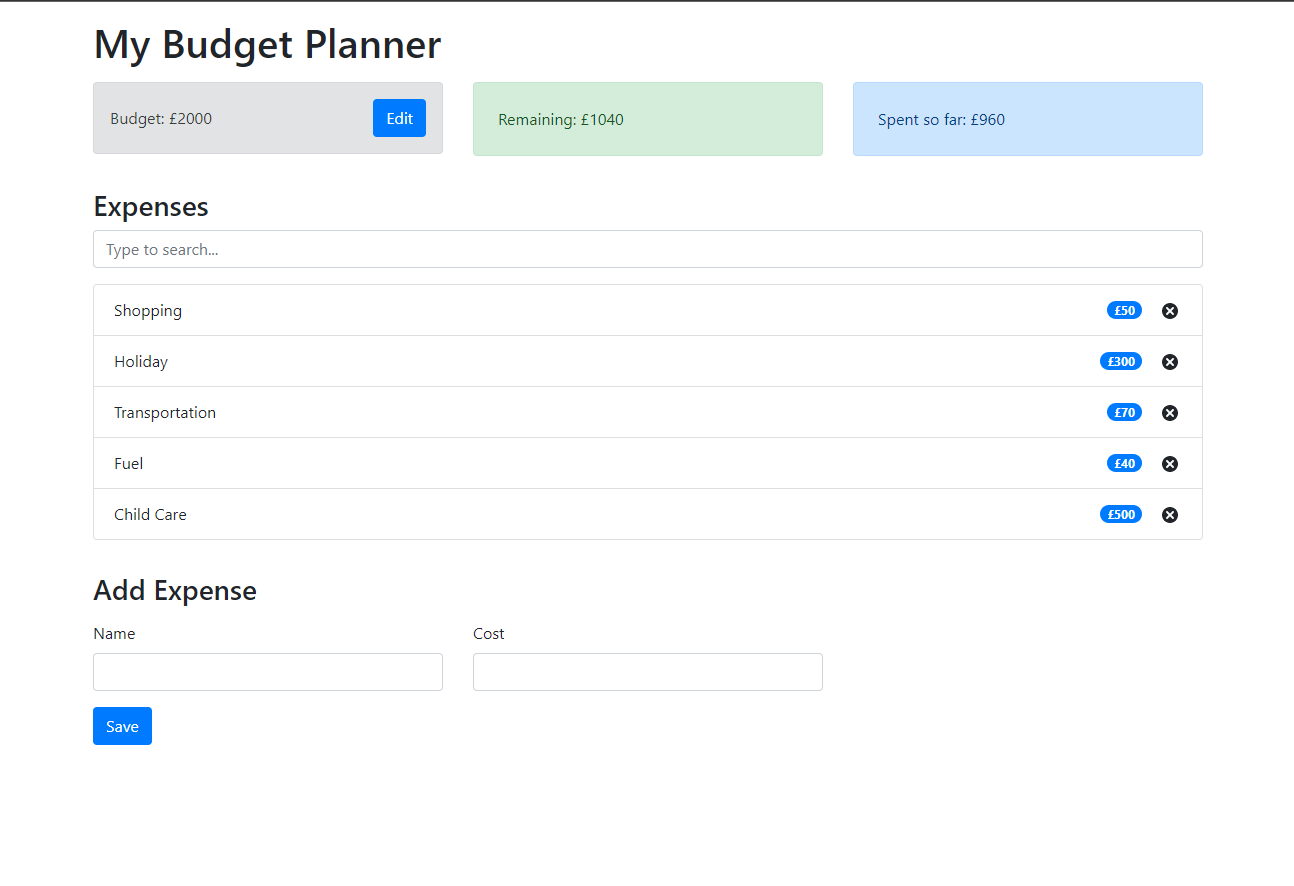 My Budget Planner
Budget: £2000 Edit Remaining: £1040 Spent so far: £960
Expenses
Type to search...
Shopping £50
Holiday £300
Transportation £70
Fuel £40
Child Care £500
Add Expense
Name Cost
Save